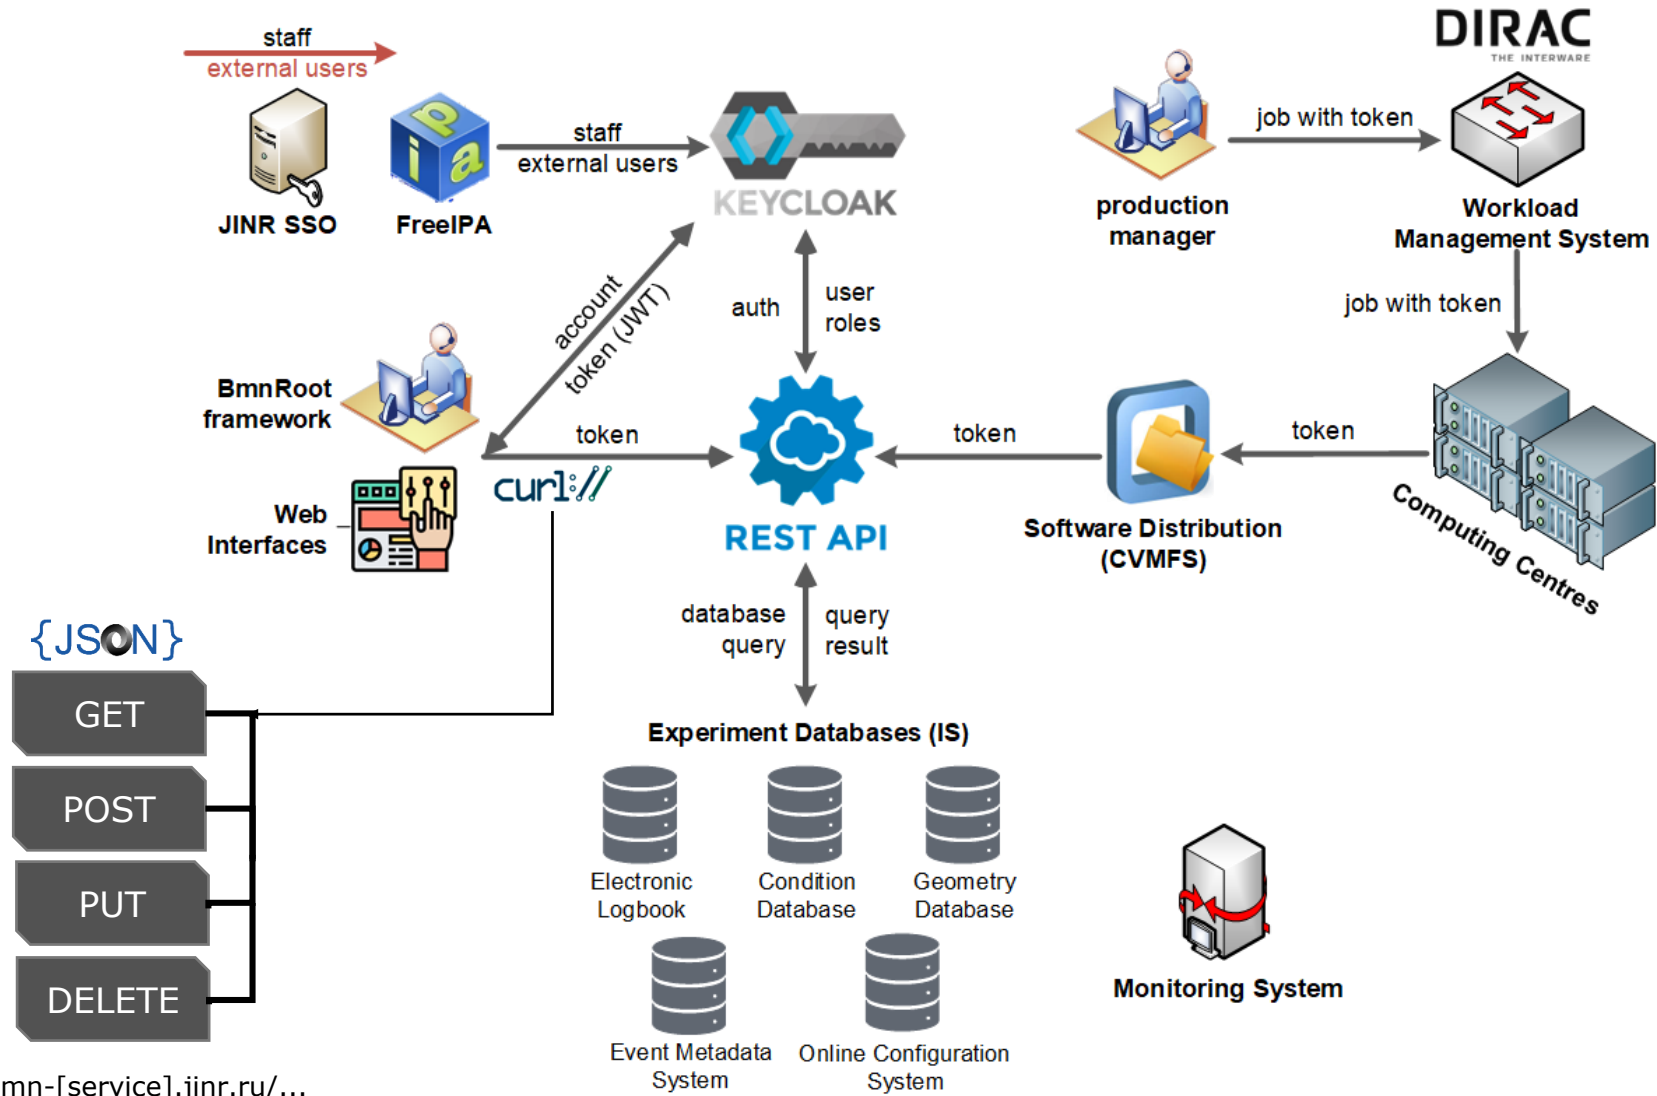 staff
external users
JINR SSO
FreeIPA
staff
external users
KEYCLOAK
production
manager
job with token
DIRAC
THE INTERWARE
Workload
Management System
job with token
account
token (JWT)
auth
user
roles
BmnRoot
framework
Web
Interfaces
token
curl://
REST API
token
Software Distribution
(CVMFS)
token
Computing Centres
database
query
query
result
{JSON}
GET
POST
PUT
DELETE
Experiment Databases (IS)
Electronic
Logbook
Condition
Database
Geometry
Database
Event Metadata
System
Online Configuration
System
Monitoring System
mn-[service].jinr.ru/...